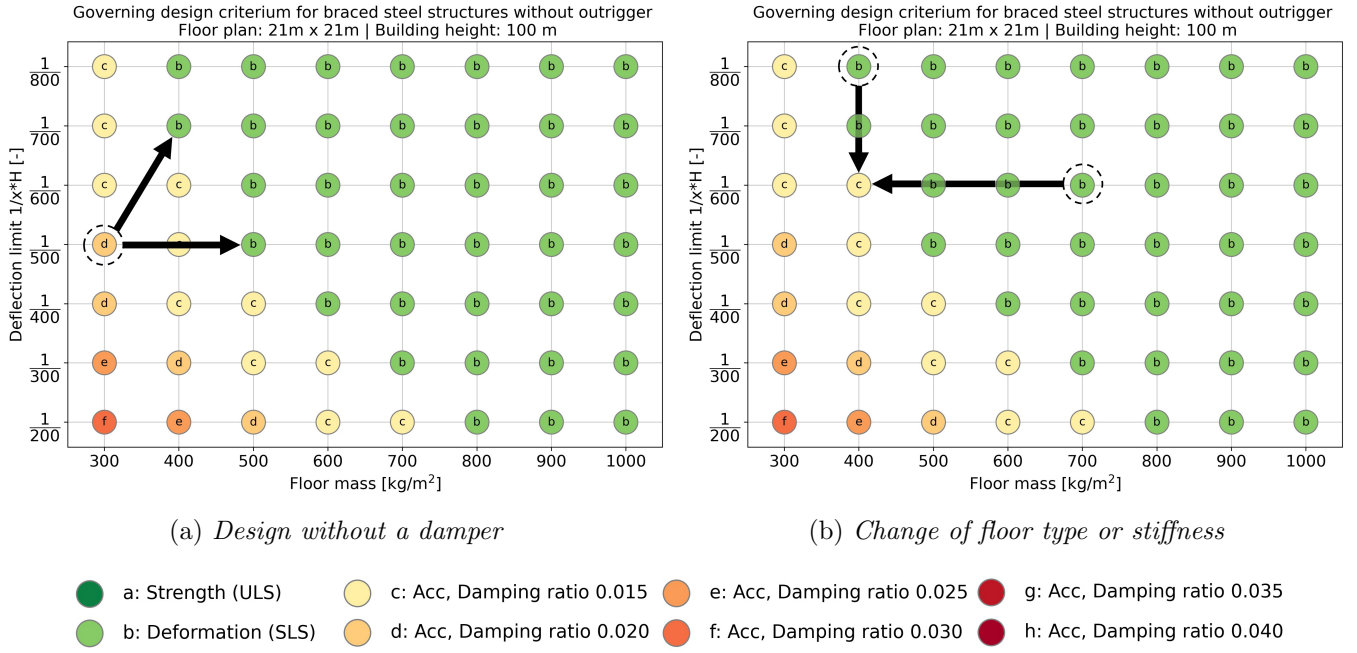 Governing design criterium for braced steel structures without outrigger
Floor plan: 21m x 21m | Building height: 100 m
Deflection limit 1/x*H [-]
1/800 c b b b b b b b
1/700 c b b b b b b b
1/600 c c b b b b b b
1/500 d c b b b b b b
1/400 d c c b b b b b
1/300 e d c c b b b b
1/200 f e d c c b b b
300 400 500 600 700 800 900 1000
Floor mass [kg/m²]
(a) Design without a damper
Governing design criterium for braced steel structures without outrigger
Floor plan: 21m x 21m | Building height: 100 m
Deflection limit 1/x*H [-]
1/800 c b b b b b b b
1/700 c b b b b b b b
1/600 c c b b b b b b
1/500 d c b b b b b b
1/400 d c c b b b b b
1/300 e d c c b b b b
1/200 f e d c c b b b
300 400 500 600 700 800 900 1000
Floor mass [kg/m²]
(b) Change of floor type or stiffness
a: Strength (ULS)
b: Deformation (SLS)
c: Acc, Damping ratio 0.015
d: Acc, Damping ratio 0.020
e: Acc, Damping ratio 0.025
f: Acc, Damping ratio 0.030
g: Acc, Damping ratio 0.035
h: Acc, Damping ratio 0.040